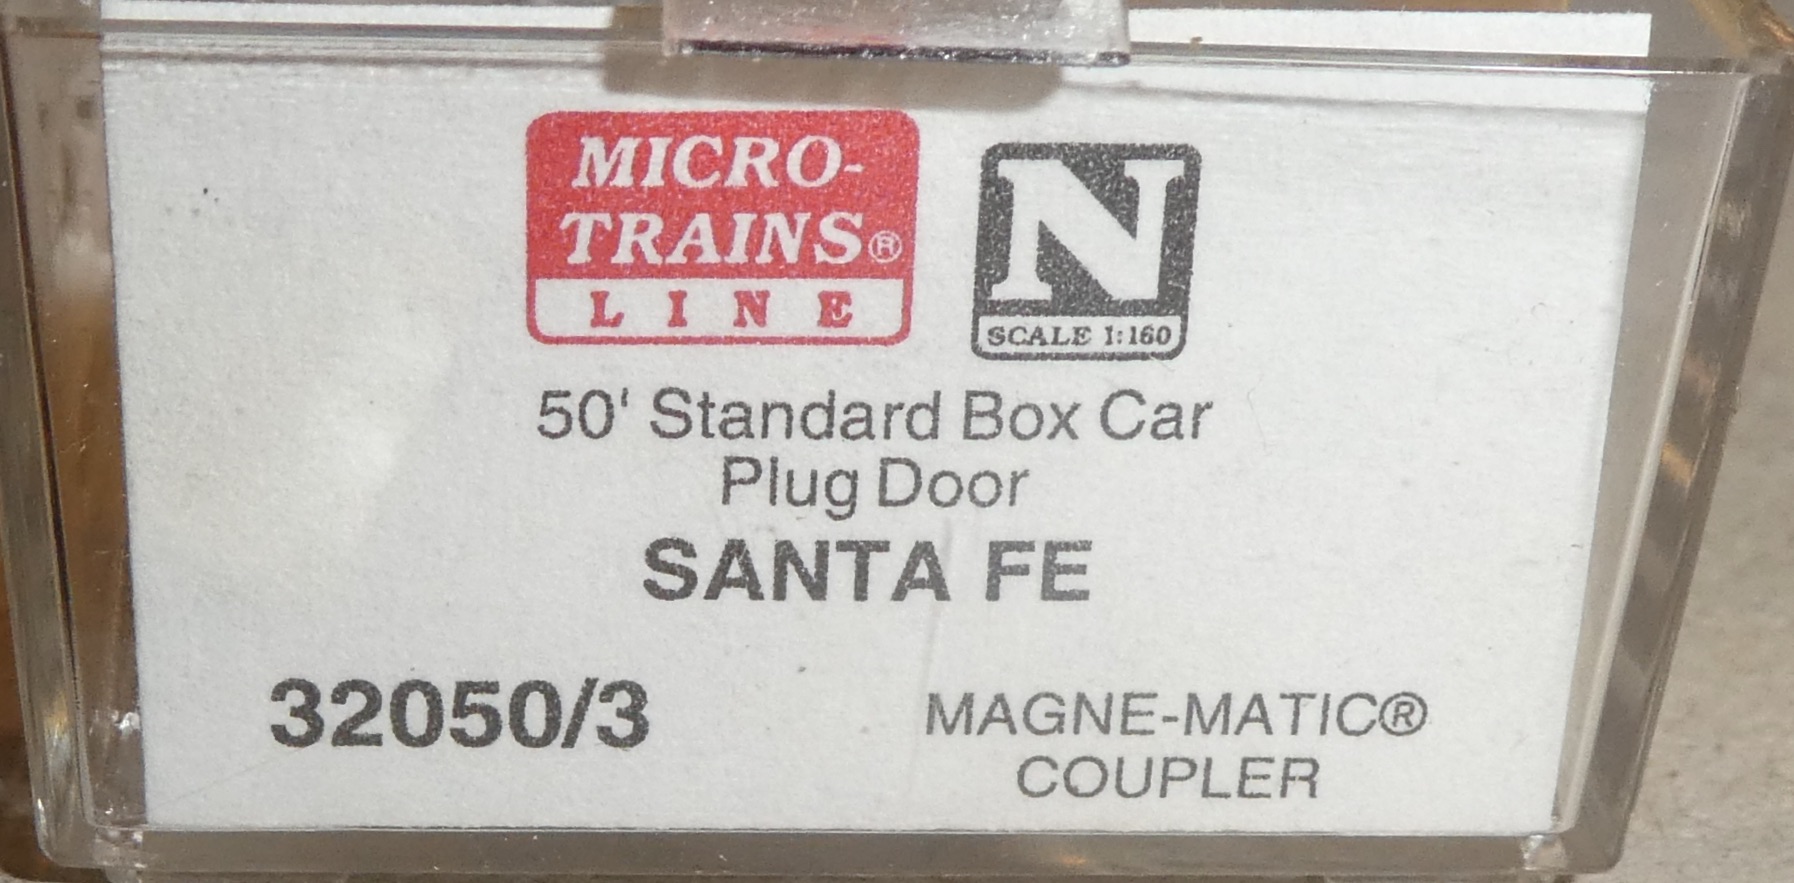 MICRO-
TRAINS®
LINE
N
SCALE 1:160
50' Standard Box Car
Plug Door
SANTA FE
32050/3
MAGNE-MATIC®
COUPLER